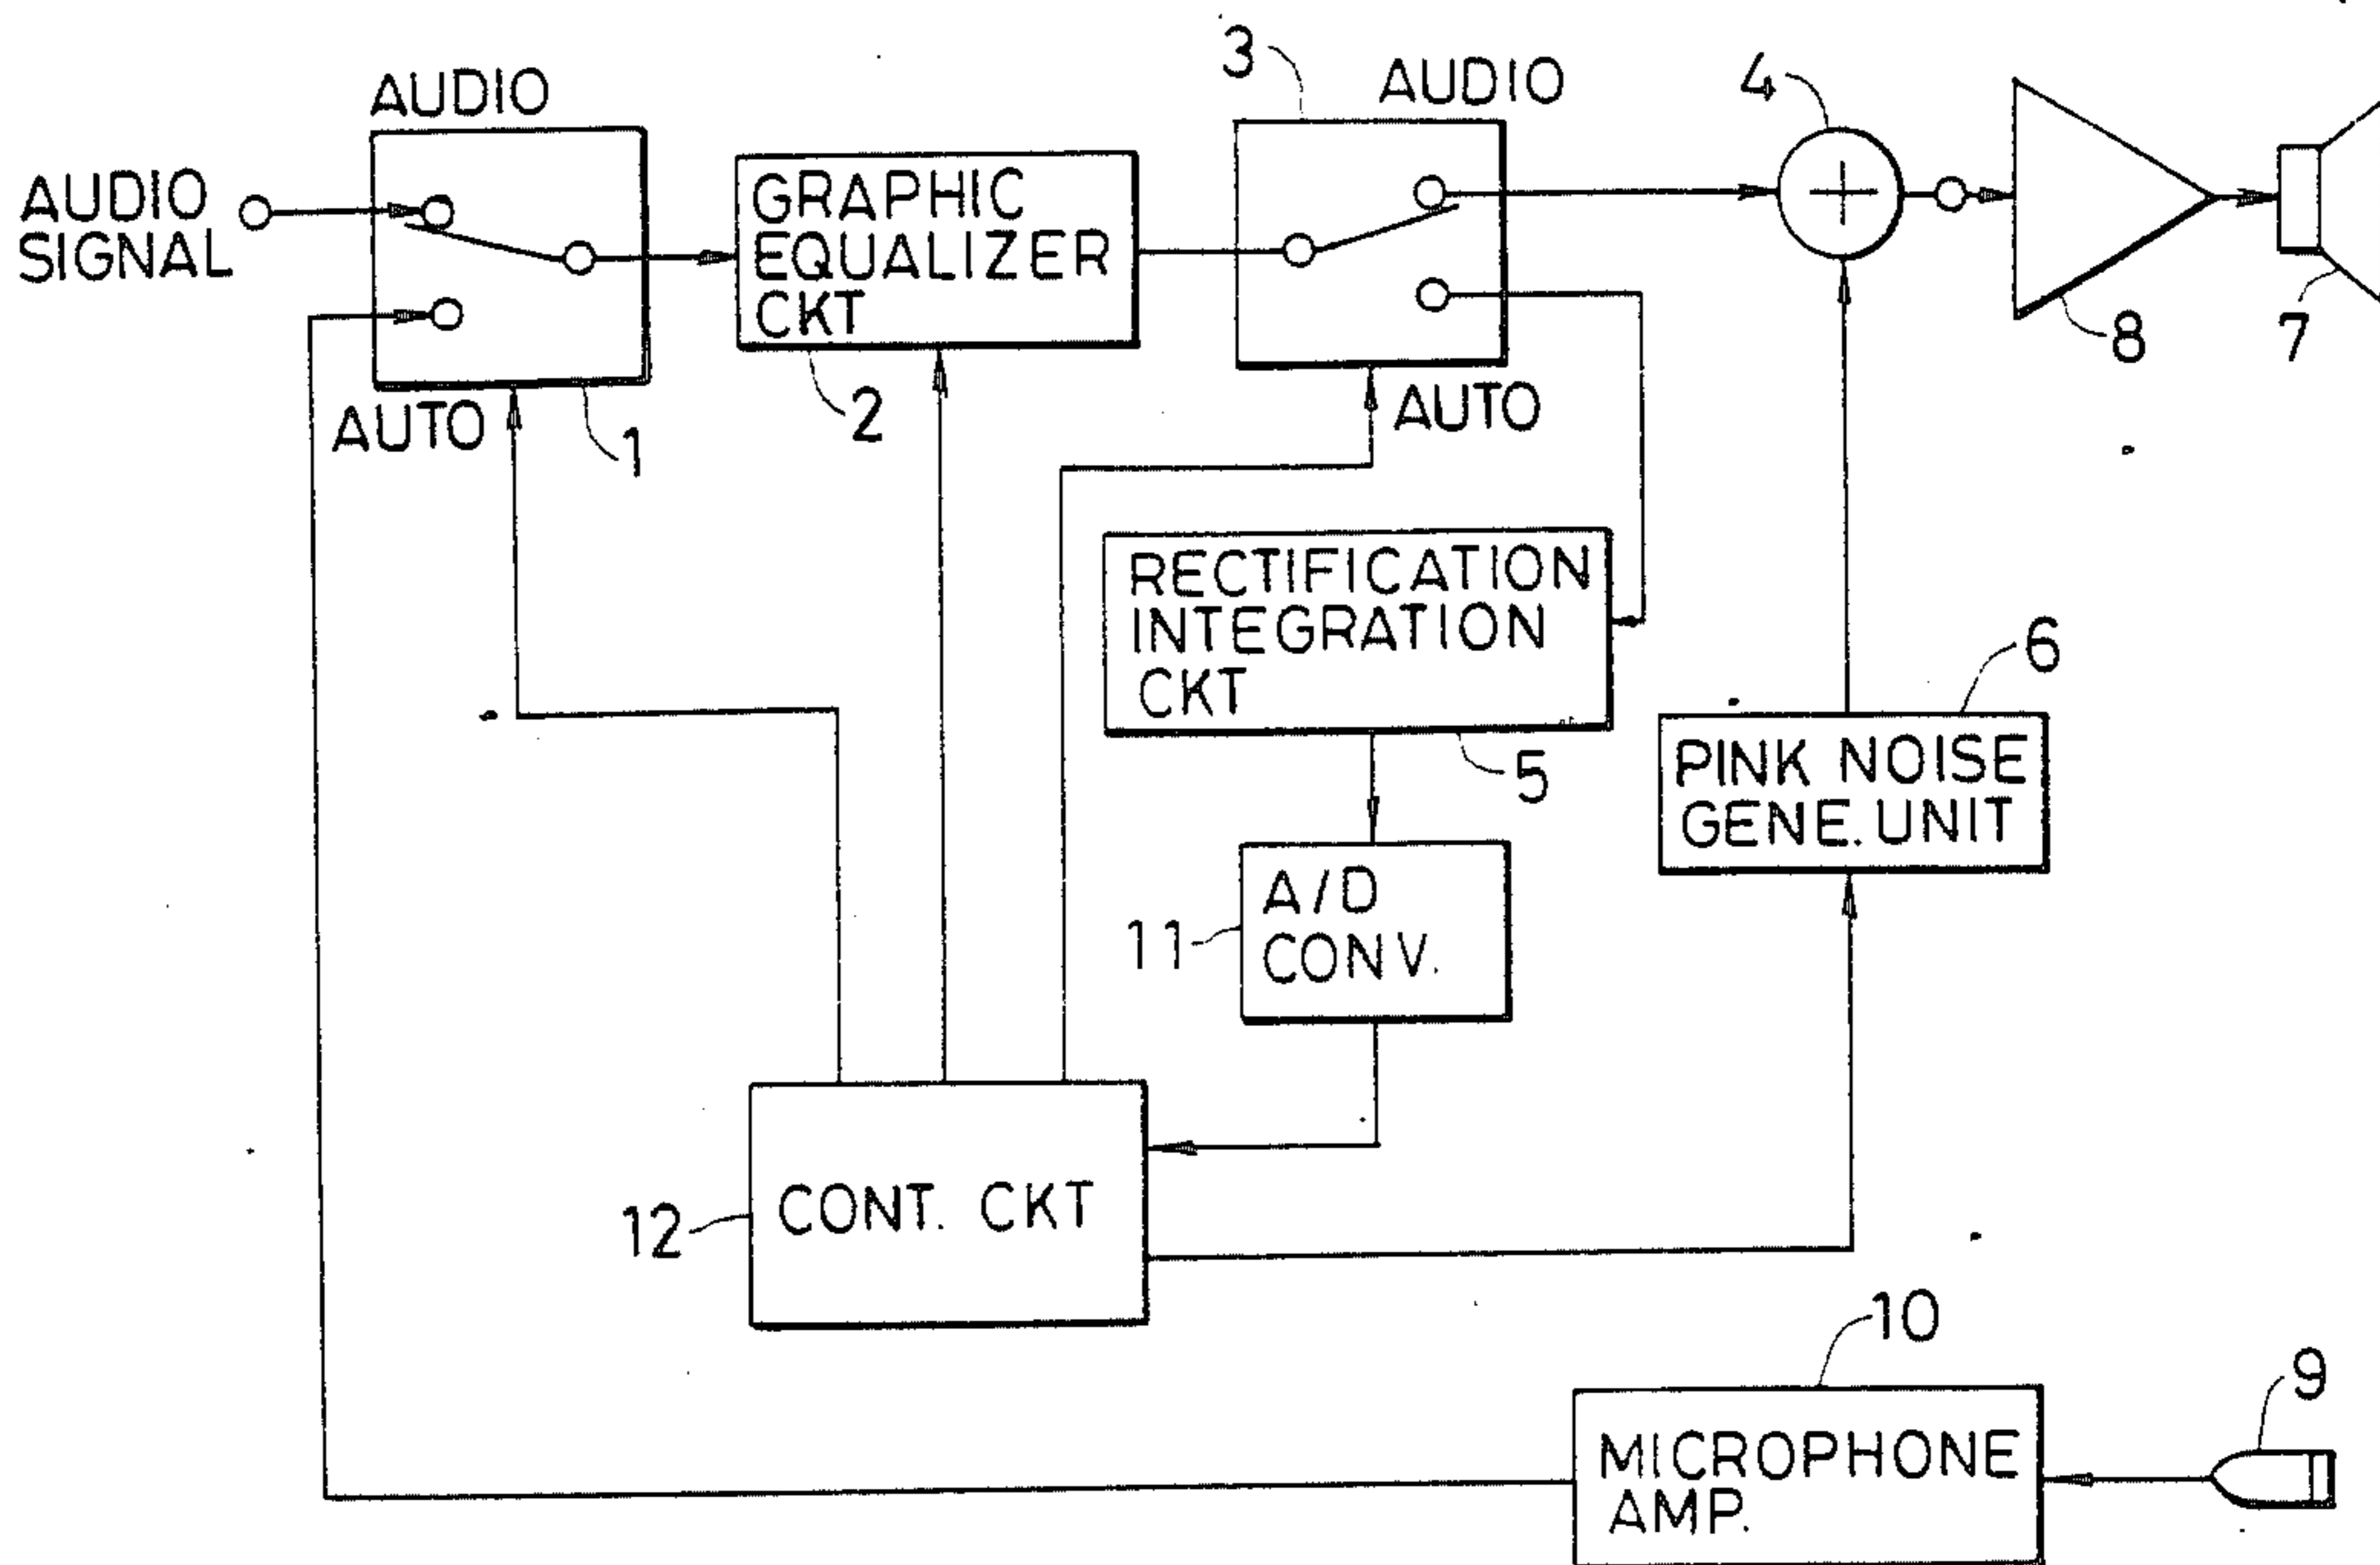 AUDIO
3
AUDIO
4
AUDIO
SIGNAL
GRAPHIC
EQUALIZER
CKT
AUTO
1
2
AUTO
8
7
RECTIFICATION
INTEGRATION
CKT
5
6
PINK NOISE
GENE. UNIT
11
A/D
CONV.
12
CONT. CKT
10
9
MICROPHONE
AMP.